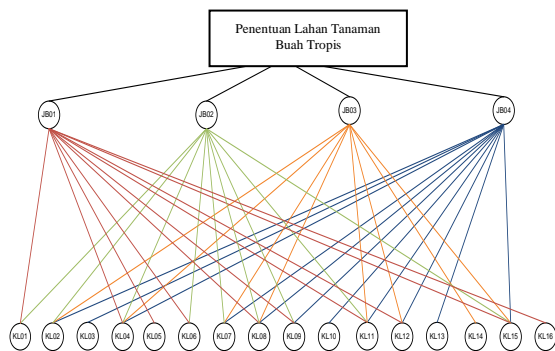 Penentuan Lahan Tanaman
Buah Tropis
JB01 JB02 JB03 JB04
KL01 KL02 KL03 KL04 KL05 KL06 KL07 KL08 KL09 KL10 KL11 KL12 KL13 KL14 KL15 KL16